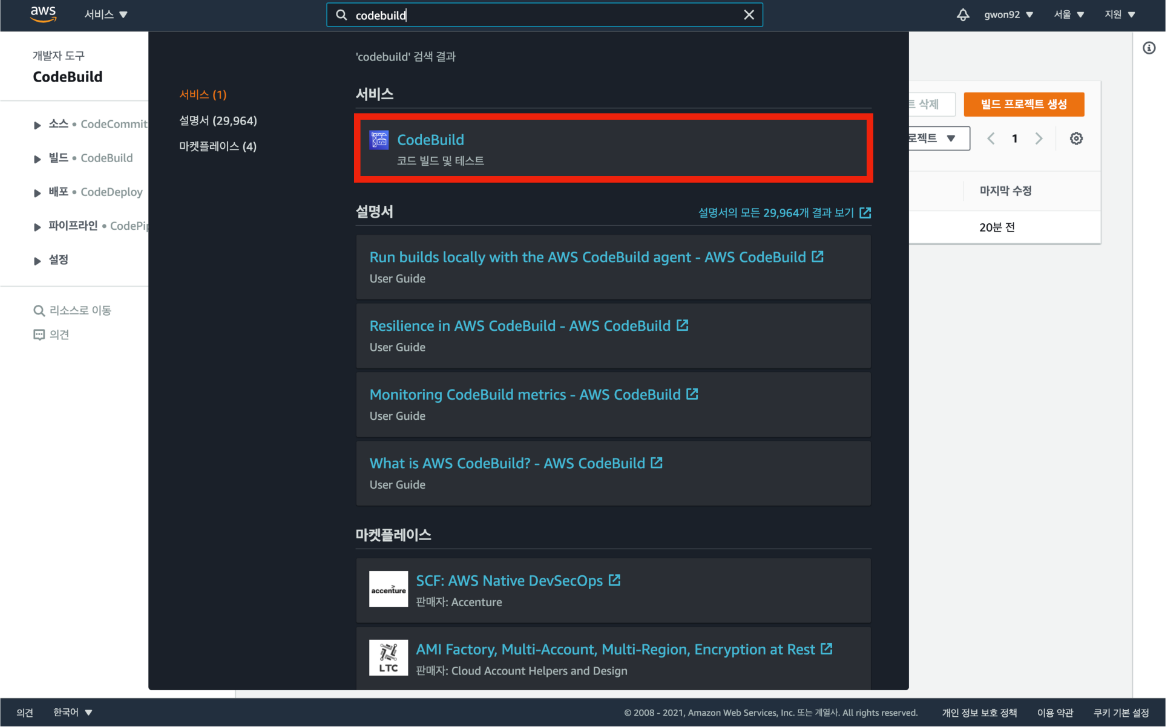 aws
서비스 ▼
codebuild
gwon92 ▼
서울 ▼
지원 ▼
개발자 도구
CodeBuild
▶ 소스 • CodeCommit
▶ 빌드 • CodeBuild
▶ 배포 • CodeDeploy
▶ 파이프라인 • CodePip
▶ 설정
리소스로 이동
의견
'codebuild' 검색 결과
서비스 (1)
설명서 (29,964)
마켓플레이스 (4)
서비스
CodeBuild
코드 빌드 및 테스트
설명서
설명서의 모든 29,964개 결과 보기
Run builds locally with the AWS CodeBuild agent - AWS CodeBuild
User Guide
Resilience in AWS CodeBuild - AWS CodeBuild
User Guide
Monitoring CodeBuild metrics - AWS CodeBuild
User Guide
What is AWS CodeBuild? - AWS CodeBuild
User Guide
마켓플레이스
accenture
SCF: AWS Native DevSecOps
판매자: Accenture
LTC
AMI Factory, Multi-Account, Multi-Region, Encryption at Rest
판매자: Cloud Account Helpers and Design
트 삭제
빌드 프로젝트 생성
로젝트 ▼
1
마지막 수정
20분 전
의견
한국어 ▼
© 2008 - 2021, Amazon Web Services, Inc. 또는 계열사. All rights reserved.
개인 정보 보호 정책
이용 약관
쿠키 기본 설정